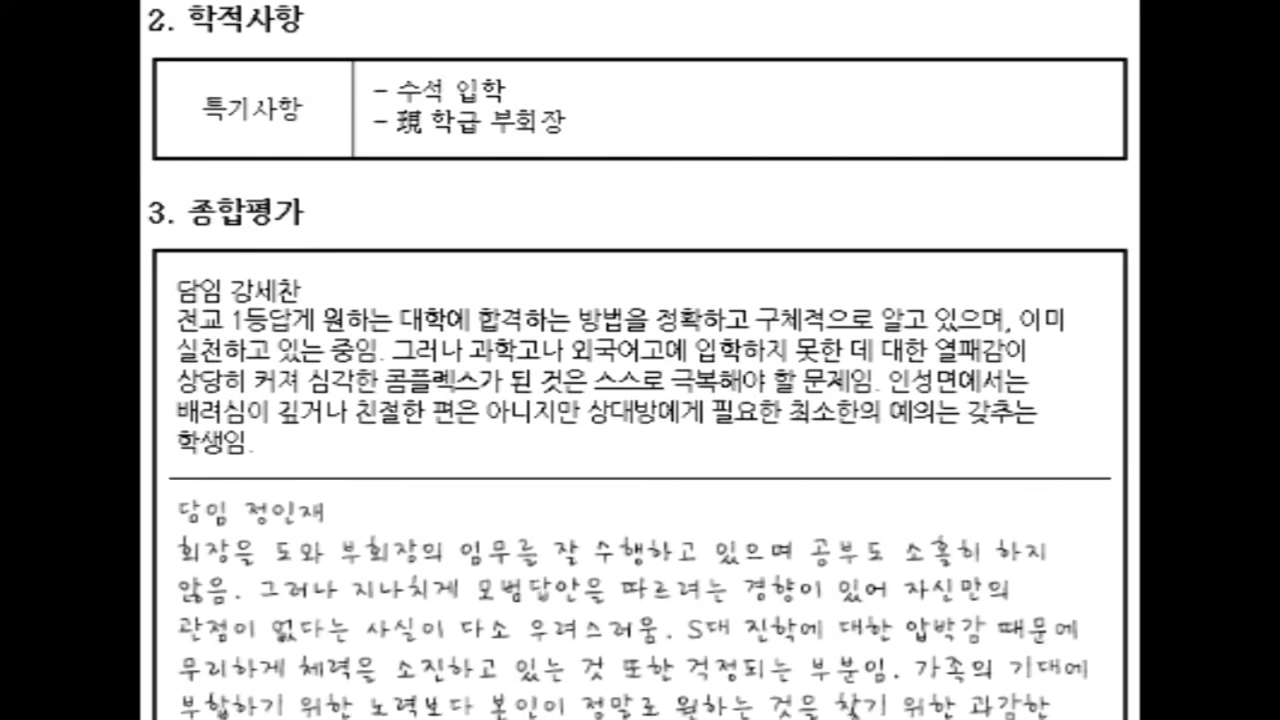 2. 학적사항
특기사항
- 수석 입학
- 現 학급 부회장
3. 종합평가
담임 강세찬
전교 1등답게 원하는 대학에 합격하는 방법을 정확하고 구체적으로 알고 있으며, 이미
실천하고 있는 중임. 그러나 과학고나 외국어고에 입학하지 못한 데 대한 열패감이
상당히 커져 심각한 콤플렉스가 된 것은 스스로 극복해야 할 문제임. 인성면에서는
배려심이 깊거나 친절한 편은 아니지만 상대방에게 필요한 최소한의 예의는 갖추는
학생임.
담임 정인재
회장을 도와 부회장의 임무를 잘 수행하고 있으며 공부도 소홀히 하지
않음. 그러나 지나치게 모범답안을 따르려는 경향이 있어 자신만의
관점이 없다는 사실이 다소 우려스러움. S대 진학에 대한 압박감 때문에
무리하게 체력을 소진하고 있는 것 또한 걱정되는 부분임. 가족의 기대에
부합하기 위한 노력보다 본인이 정말로 원하는 것을 찾기 위한 과감한